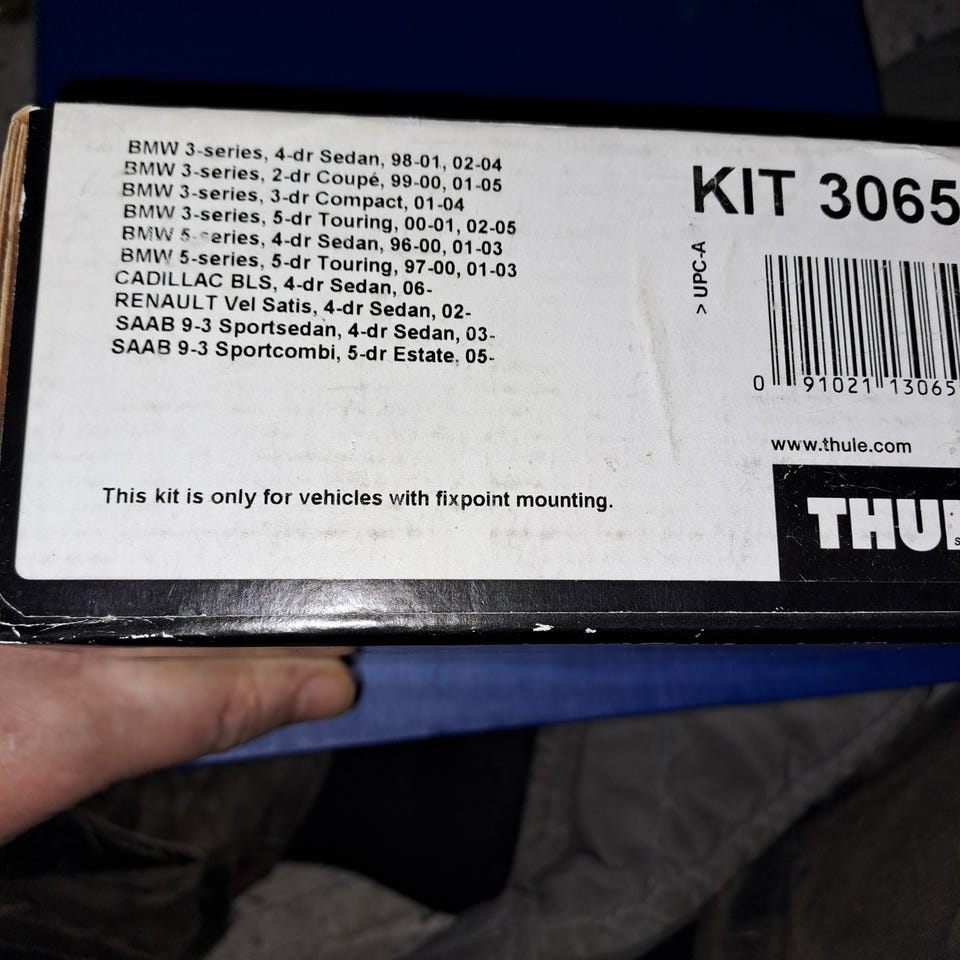 BMW 3-series, 4-dr Sedan, 98-01, 02-04
BMW 3-series, 2-dr Coupé, 99-00, 01-05
BMW 3-series, 3-dr Compact, 01-04
BMW 3-series, 5-dr Touring, 00-01, 02-05
BMW 5-series, 4-dr Sedan, 96-00, 01-03
BMW 5-series, 5-dr Touring, 97-00, 01-03
CADILLAC BLS, 4-dr Sedan, 06-
RENAULT Vel Satis, 4-dr Sedan, 02-
SAAB 9-3 Sportsedan, 4-dr Sedan, 03-
SAAB 9-3 Sportcombi, 5-dr Estate, 05-
This kit is only for vehicles with fixpoint mounting.
KIT 3065
> UPC-A
0 91021 13065
www.thule.com
THUL